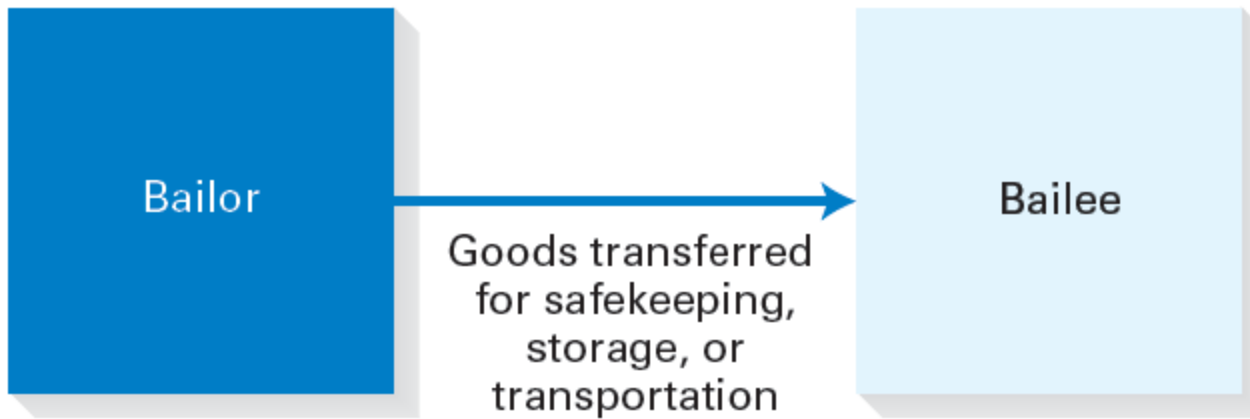 Bailor
Goods transferred
for safekeeping,
storage, or
transportation
Bailee